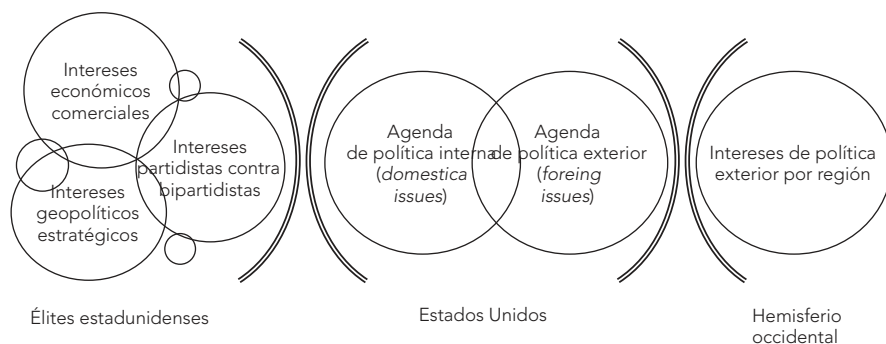 Intereses
económicos
comerciales
Intereses
partidistas contra
bipartidistas
Intereses
geopolíticos
estratégicos
Agenda
de política interna
(domestica
issues)
Agenda
de política exterior
(foreing
issues)
Intereses de política
exterior por región
Élites estadunidenses
Estados Unidos
Hemisferio
occidental